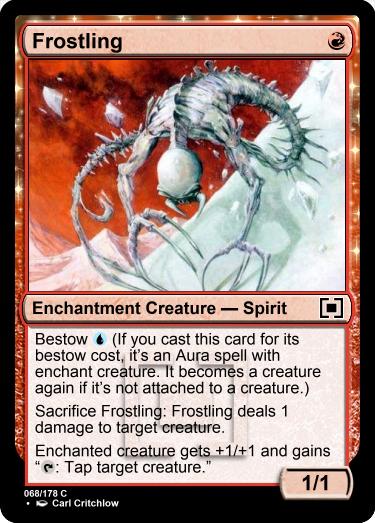 Frostling
Enchantment Creature — Spirit
Bestow (If you cast this card for its
bestow cost, it's an Aura spell with
enchant creature. It becomes a creature
again if it's not attached to a creature.)
Sacrifice Frostling: Frostling deals 1
damage to target creature.
Enchanted creature gets +1/+1 and gains
“: Tap target creature.”
1/1
068/178 C
• Carl Critchlow